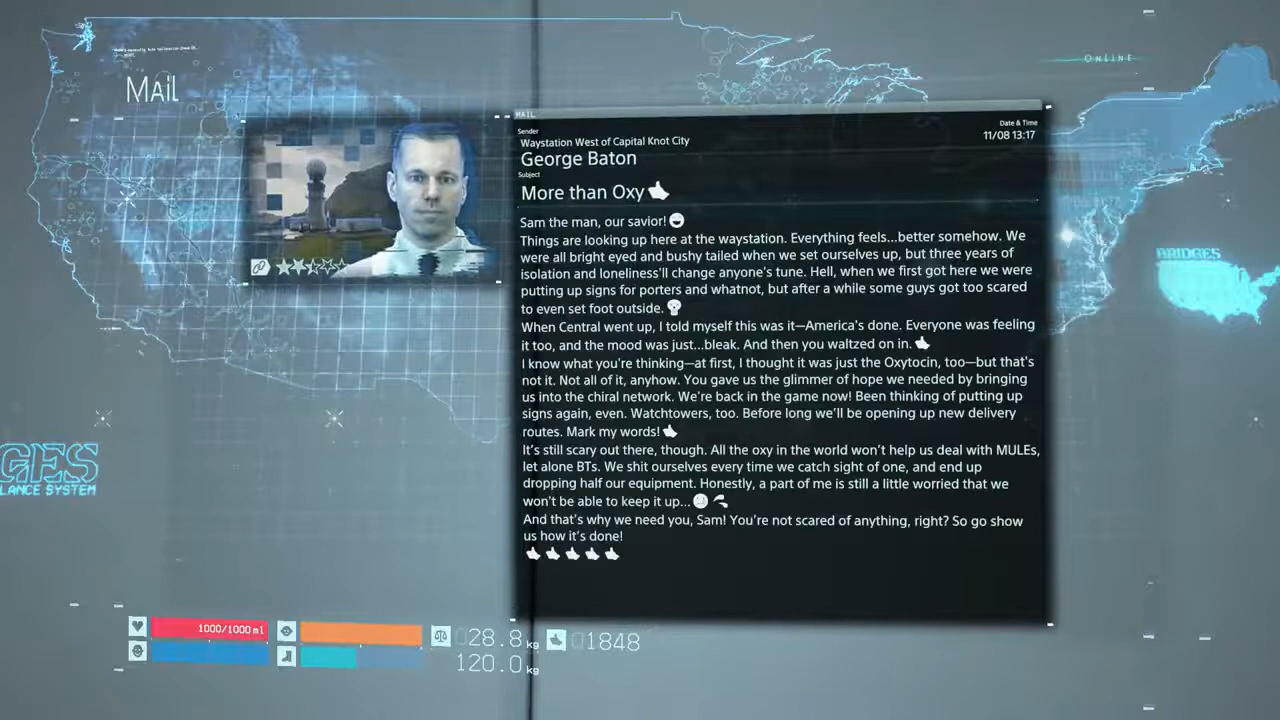 Mail
ONLINE
MAIL
Sender
Waystation West of Capital Knot City
George Baton
Date & Time
11/08 13:17
Subject
More than Oxy
Sam the man, our savior!
Things are looking up here at the waystation. Everything feels...better somehow. We
were all bright eyed and bushy tailed when we set ourselves up, but three years of
isolation and loneliness'll change anyone's tune. Hell, when we first got here we were
putting up signs for porters and whatnot, but after a while some guys got too scared
to even set foot outside.
When Central went up, I told myself this was it—America's done. Everyone was feeling
it too, and the mood was just...bleak. And then you waltzed on in.
I know what you're thinking—at first, I thought it was just the Oxytocin, too—but that's
not it. Not all of it, anyhow. You gave us the glimmer of hope we needed by bringing
us into the chiral network. We're back in the game now! Been thinking of putting up
signs again, even. Watchtowers, too. Before long we'll be opening up new delivery
routes. Mark my words!
It's still scary out there, though. All the oxy in the world won't help us deal with MULEs,
let alone BTs. We shit ourselves every time we catch sight of one, and end up
dropping half our equipment. Honestly, a part of me is still a little worried that we
won't be able to keep it up...
And that's why we need you, Sam! You're not scared of anything, right? So go show
us how it's done!
BRIDGES
GES
LANCE SYSTEM
1000/1000 ml
028.8 kg
120.0 kg
01848